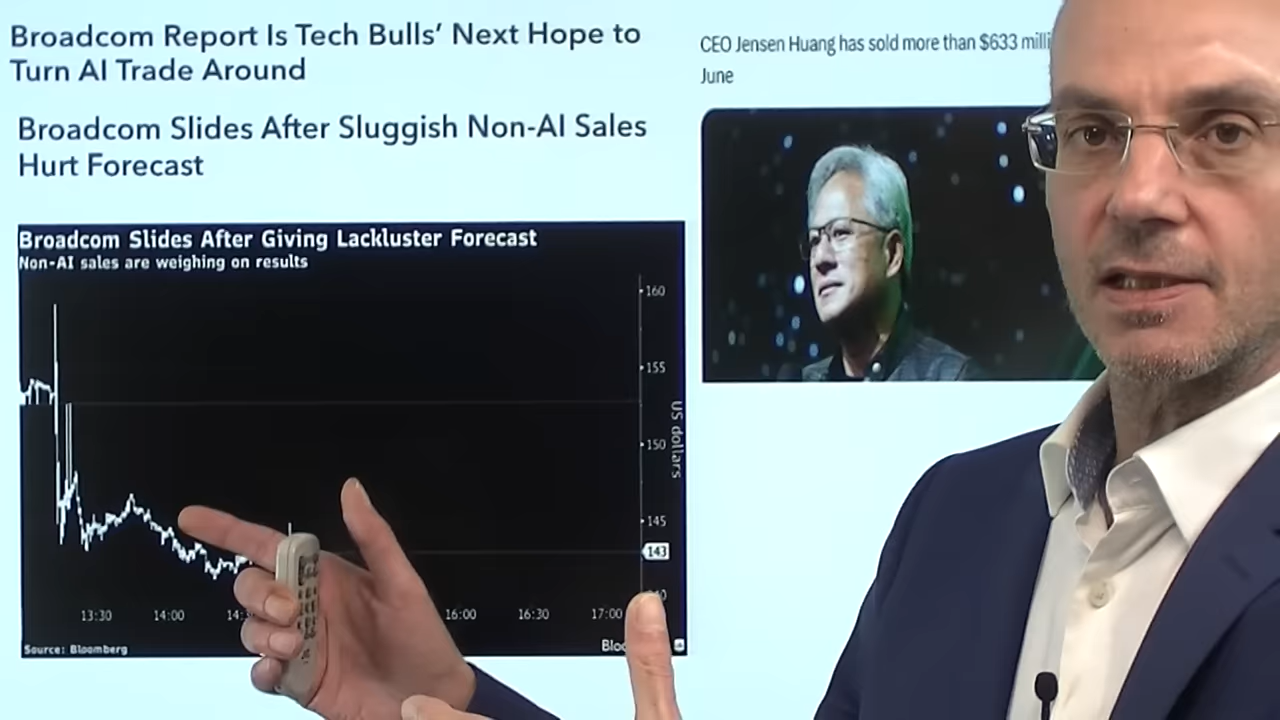 Broadcom Report Is Tech Bulls' Next Hope to
Turn AI Trade Around
Broadcom Slides After Sluggish Non-AI Sales
Hurt Forecast
CEO Jensen Huang has sold more than $633
June
Broadcom Slides After Giving Lackluster Forecast
Non-AI sales are weighing on results
160
155
150
145
143
US dollars
13:30 14:00 16:00 16:30 17:00
Source: Bloomberg